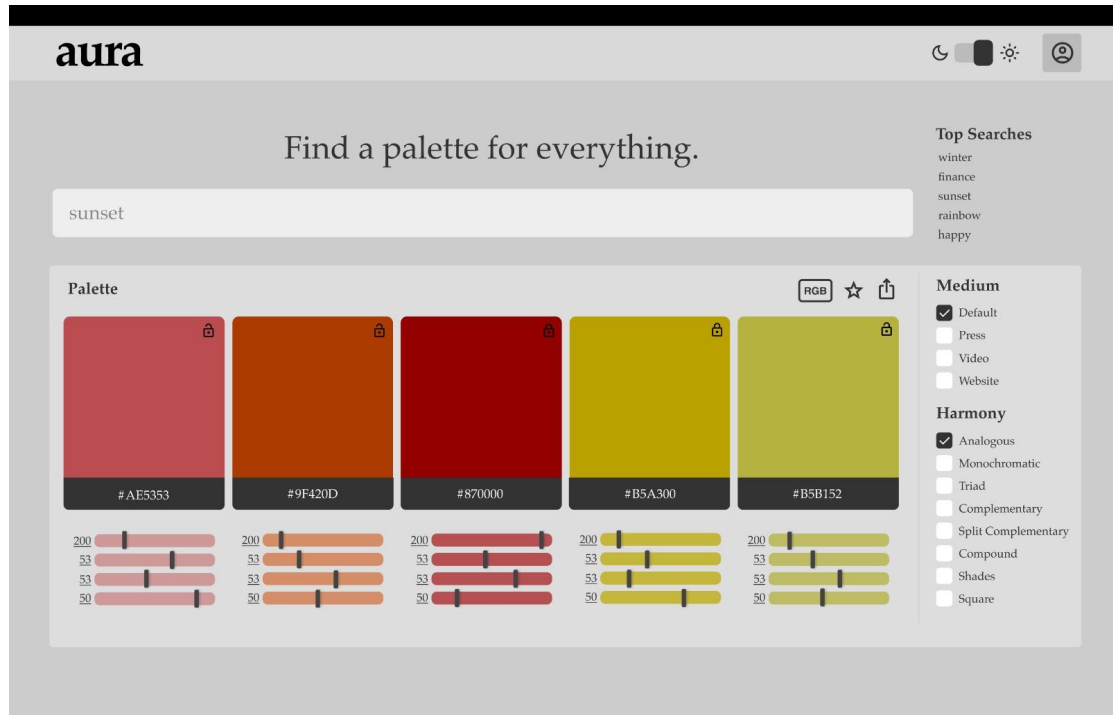 aura
Find a palette for everything.
sunset
Top Searches
winter
finance
sunset
rainbow
happy
Palette
RGB
#AE5353
#9F420D
#870000
#B5A300
#B5B152
200
53
53
50
200
53
53
50
200
53
53
50
200
53
53
50
200
53
53
50
Medium
Default
Press
Video
Website
Harmony
Analogous
Monochromatic
Triad
Complementary
Split Complementary
Compound
Shades
Square